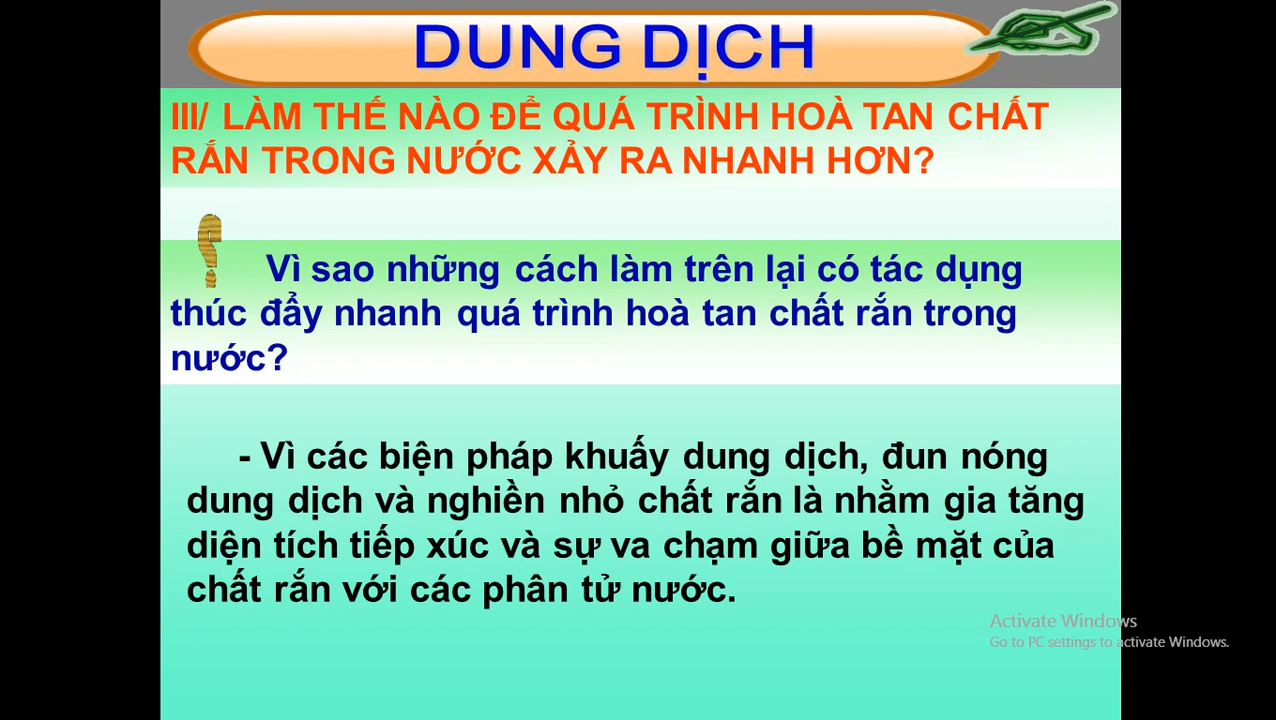 DUNG DỊCH
III/ LÀM THẾ NÀO ĐỂ QUÁ TRÌNH HOÀ TAN CHẤT
RẮN TRONG NƯỚC XẢY RA NHANH HƠN?
Vì sao những cách làm trên lại có tác dụng
thúc đẩy nhanh quá trình hoà tan chất rắn trong
nước?
- Vì các biện pháp khuấy dung dịch, đun nóng
dung dịch và nghiền nhỏ chất rắn là nhằm gia tăng
diện tích tiếp xúc và sự va chạm giữa bề mặt của
chất rắn với các phân tử nước.
Activate Windows
Go to PC settings to activate Windows.